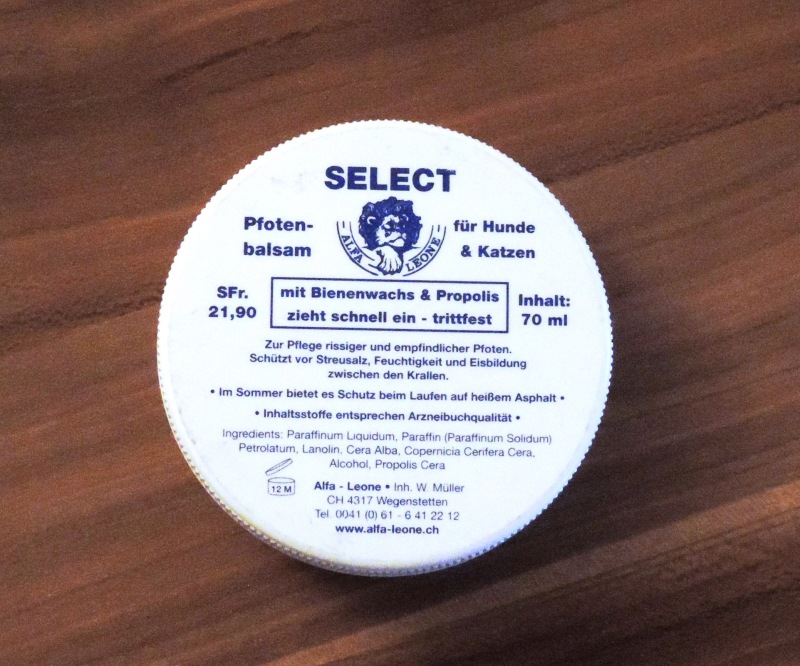 SELECT
Pfoten-
balsam
ALFA LEONE
für Hunde
& Katzen
SFr.
21,90
mit Bienenwachs & Propolis
zieht schnell ein - trittfest
Inhalt:
70 ml
Zur Pflege rissiger und empfindlicher Pfoten.
Schützt vor Streusalz, Feuchtigkeit und Eisbildung
zwischen den Krallen.
• Im Sommer bietet es Schutz beim Laufen auf heißem Asphalt •
• Inhaltsstoffe entsprechen Arzneibuchqualität •
Ingredients: Paraffinum Liquidum, Paraffin (Paraffinum Solidum)
Petrolatum, Lanolin, Cera Alba, Copernicia Cerifera Cera,
Alcohol, Propolis Cera
12 M
Alfa - Leone • Inh. W. Müller
CH 4317 Wegenstetten
Tel. 0041 (0) 61 - 6 41 22 12
www.alfa-leone.ch